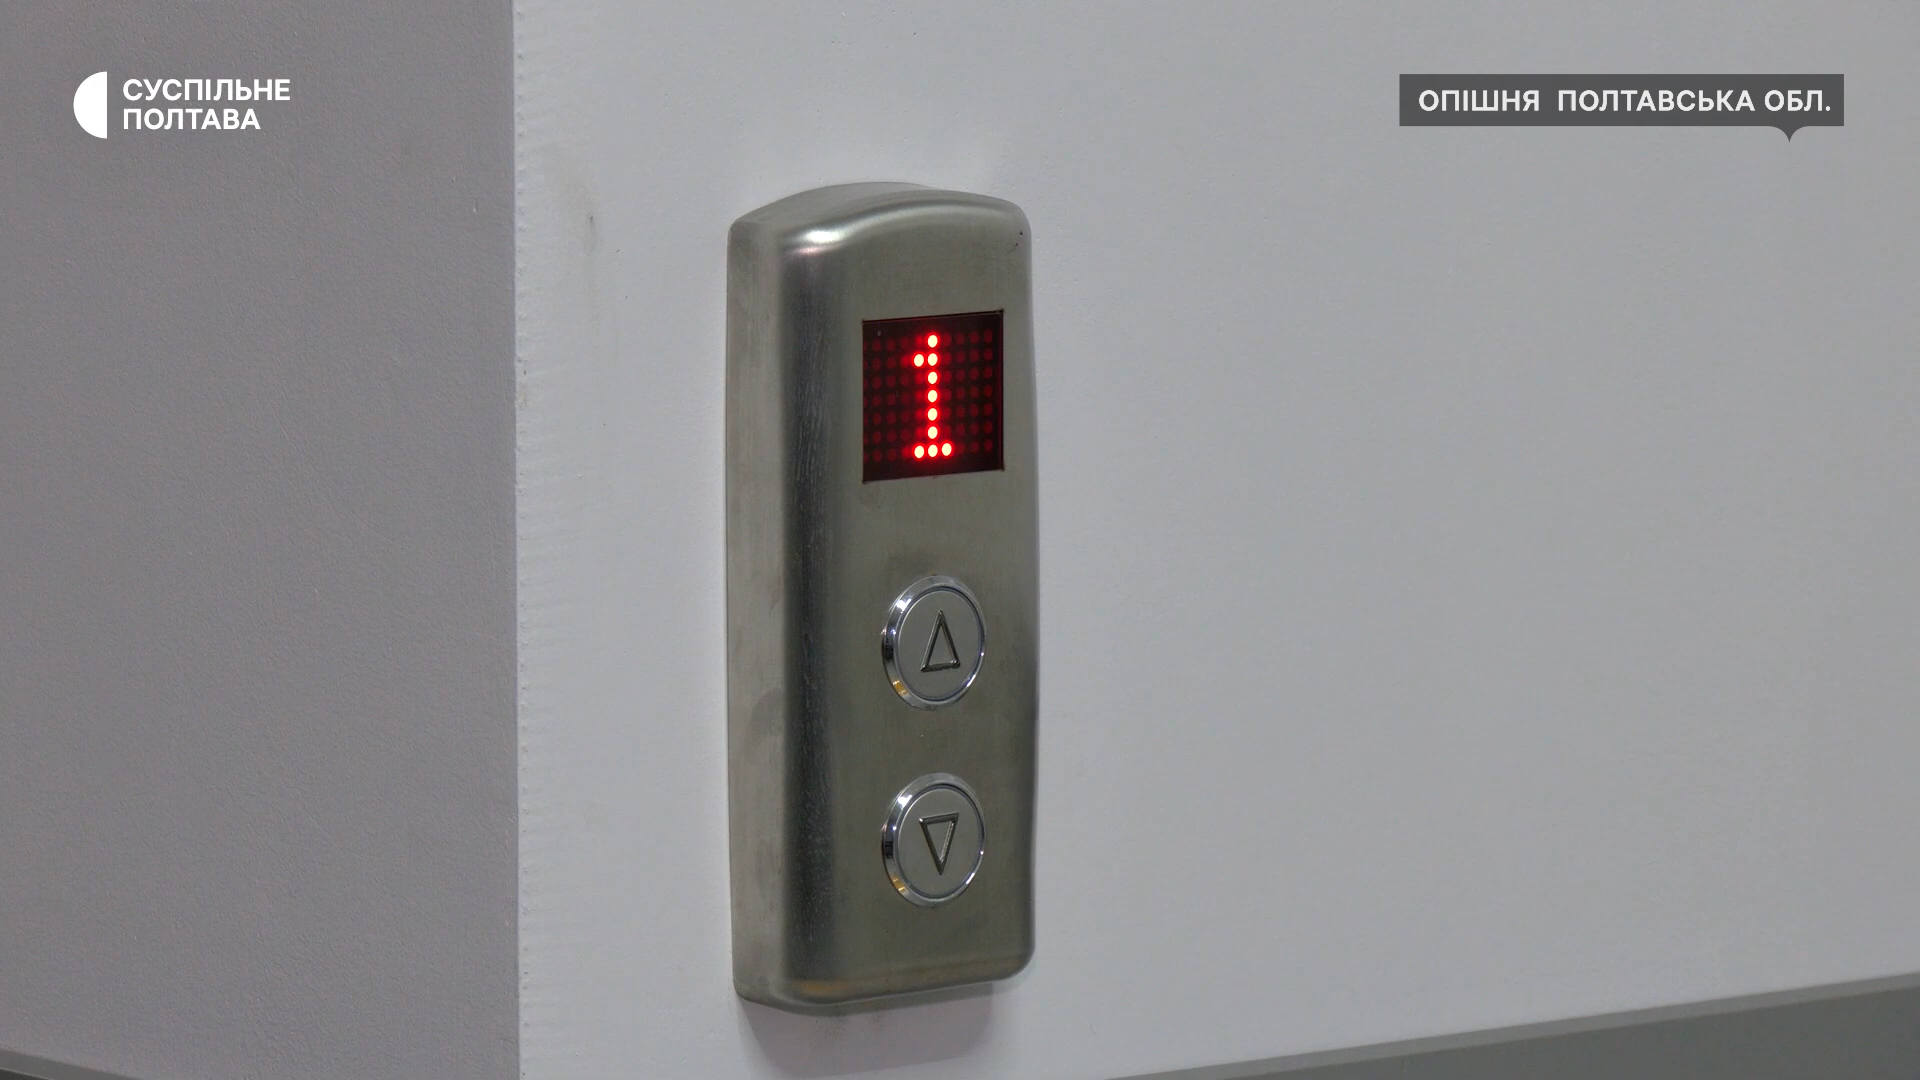 СУСПІЛЬНЕ
ПОЛТАВА
ОПІШНЯ ПОЛТАВСЬКА ОБЛ.
1